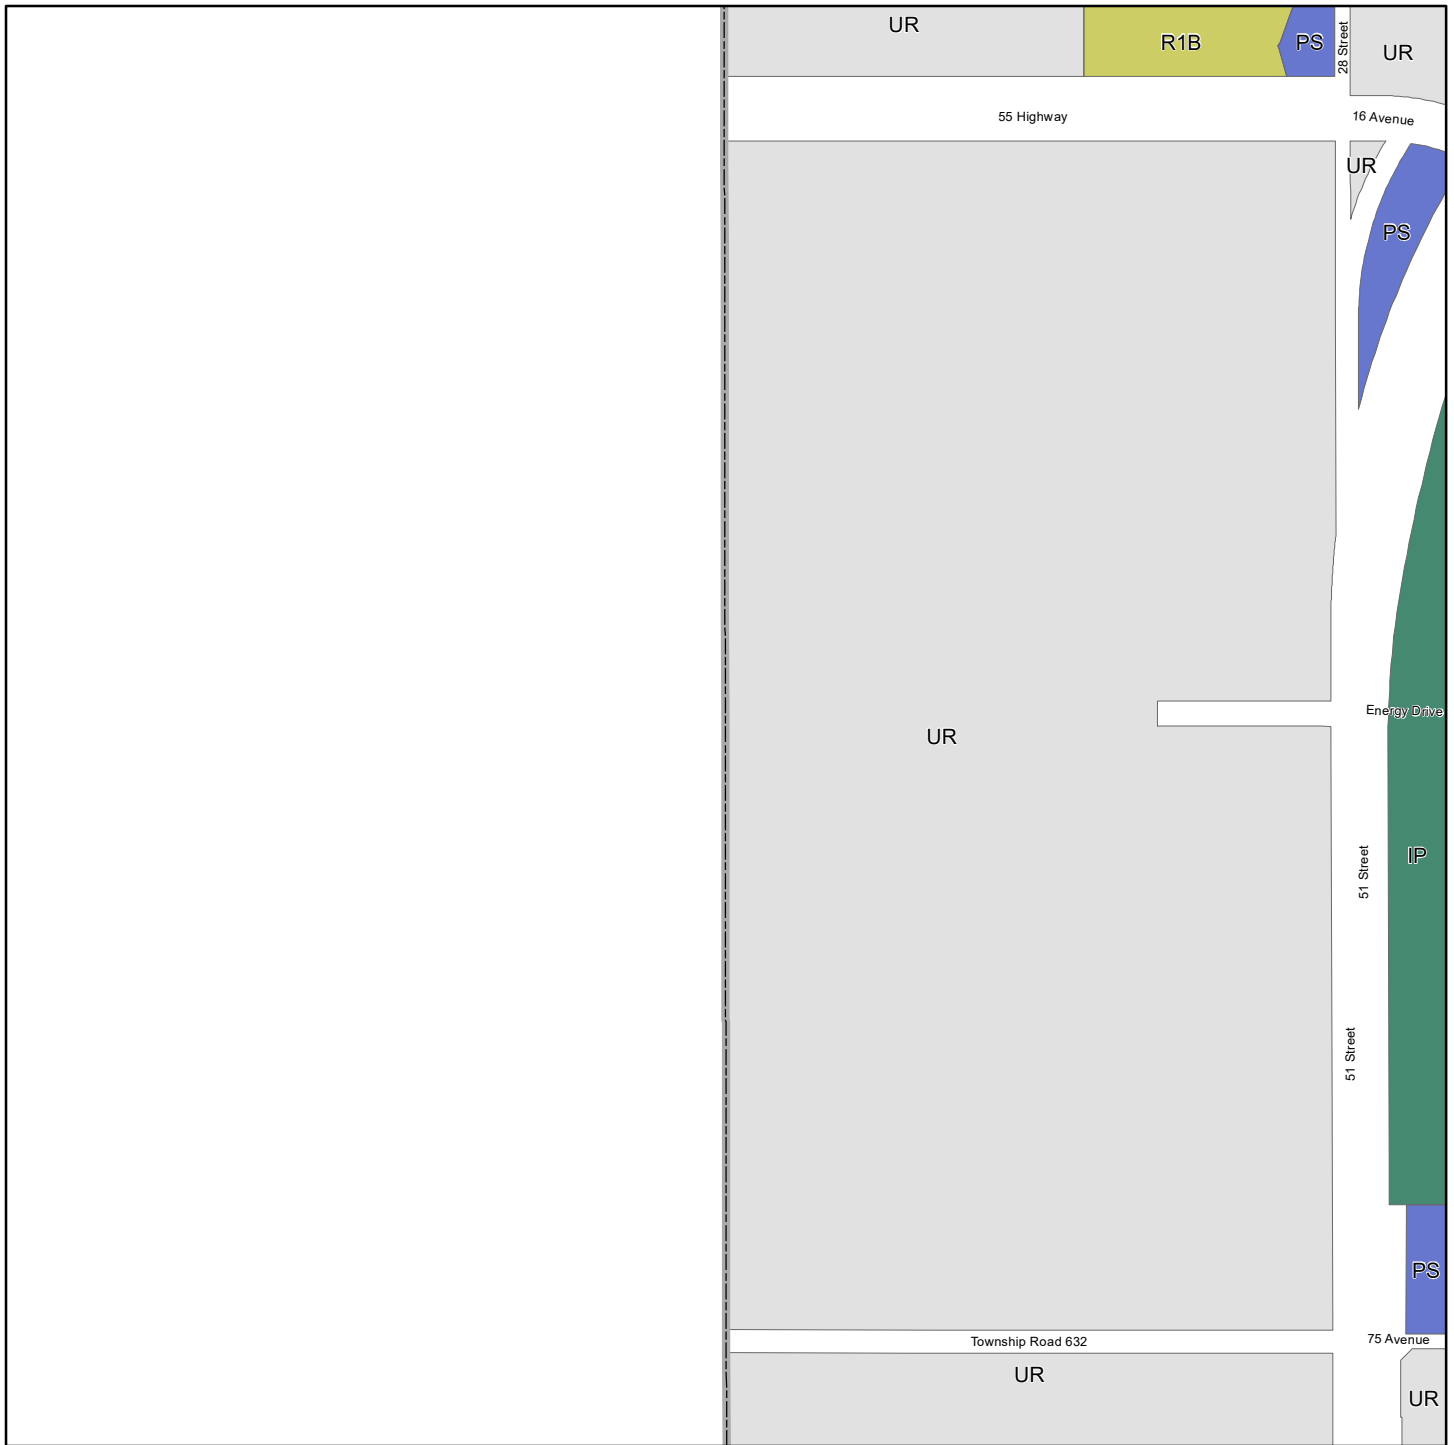 UR
R1B
PS
28 Street
UR
55 Highway
16 Avenue
UR
PS
Energy Drive
UR
IP
51 Street
51 Street
PS
75 Avenue
Township Road 632
UR
UR